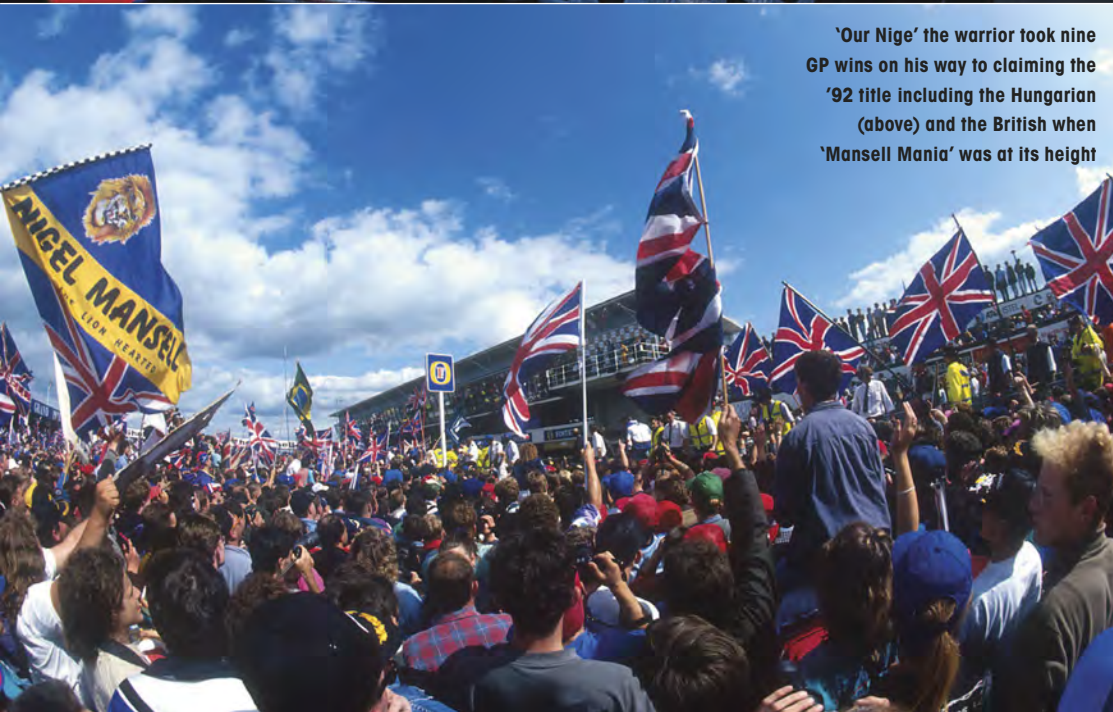 ‘Our Nige’ the warrior took nine
GP wins on his way to claiming the
’92 title including the Hungarian
(above) and the British when
‘Mansell Mania’ was at its height
NIGEL MANSELL
LION HEARTED